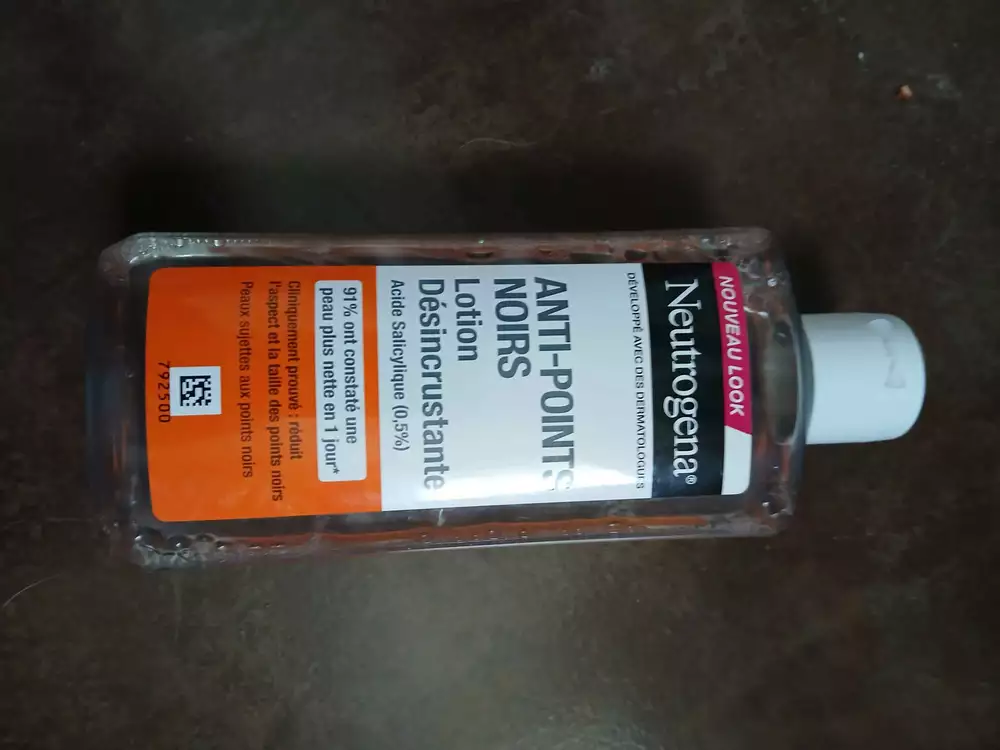 NOUVEAU LOOK
Neutrogena®
DÉVELOPPÉ AVEC DES DERMATOLOGUES
ANTI-POINTS
NOIRS
Lotion
Désincrustante
Acide Salicylique (0,5%)
91% ont constaté une
peau plus nette en 1 jour*
Cliniquement prouvé : réduit
l'aspect et la taille des points noirs
Peaux sujettes aux points noirs
792500